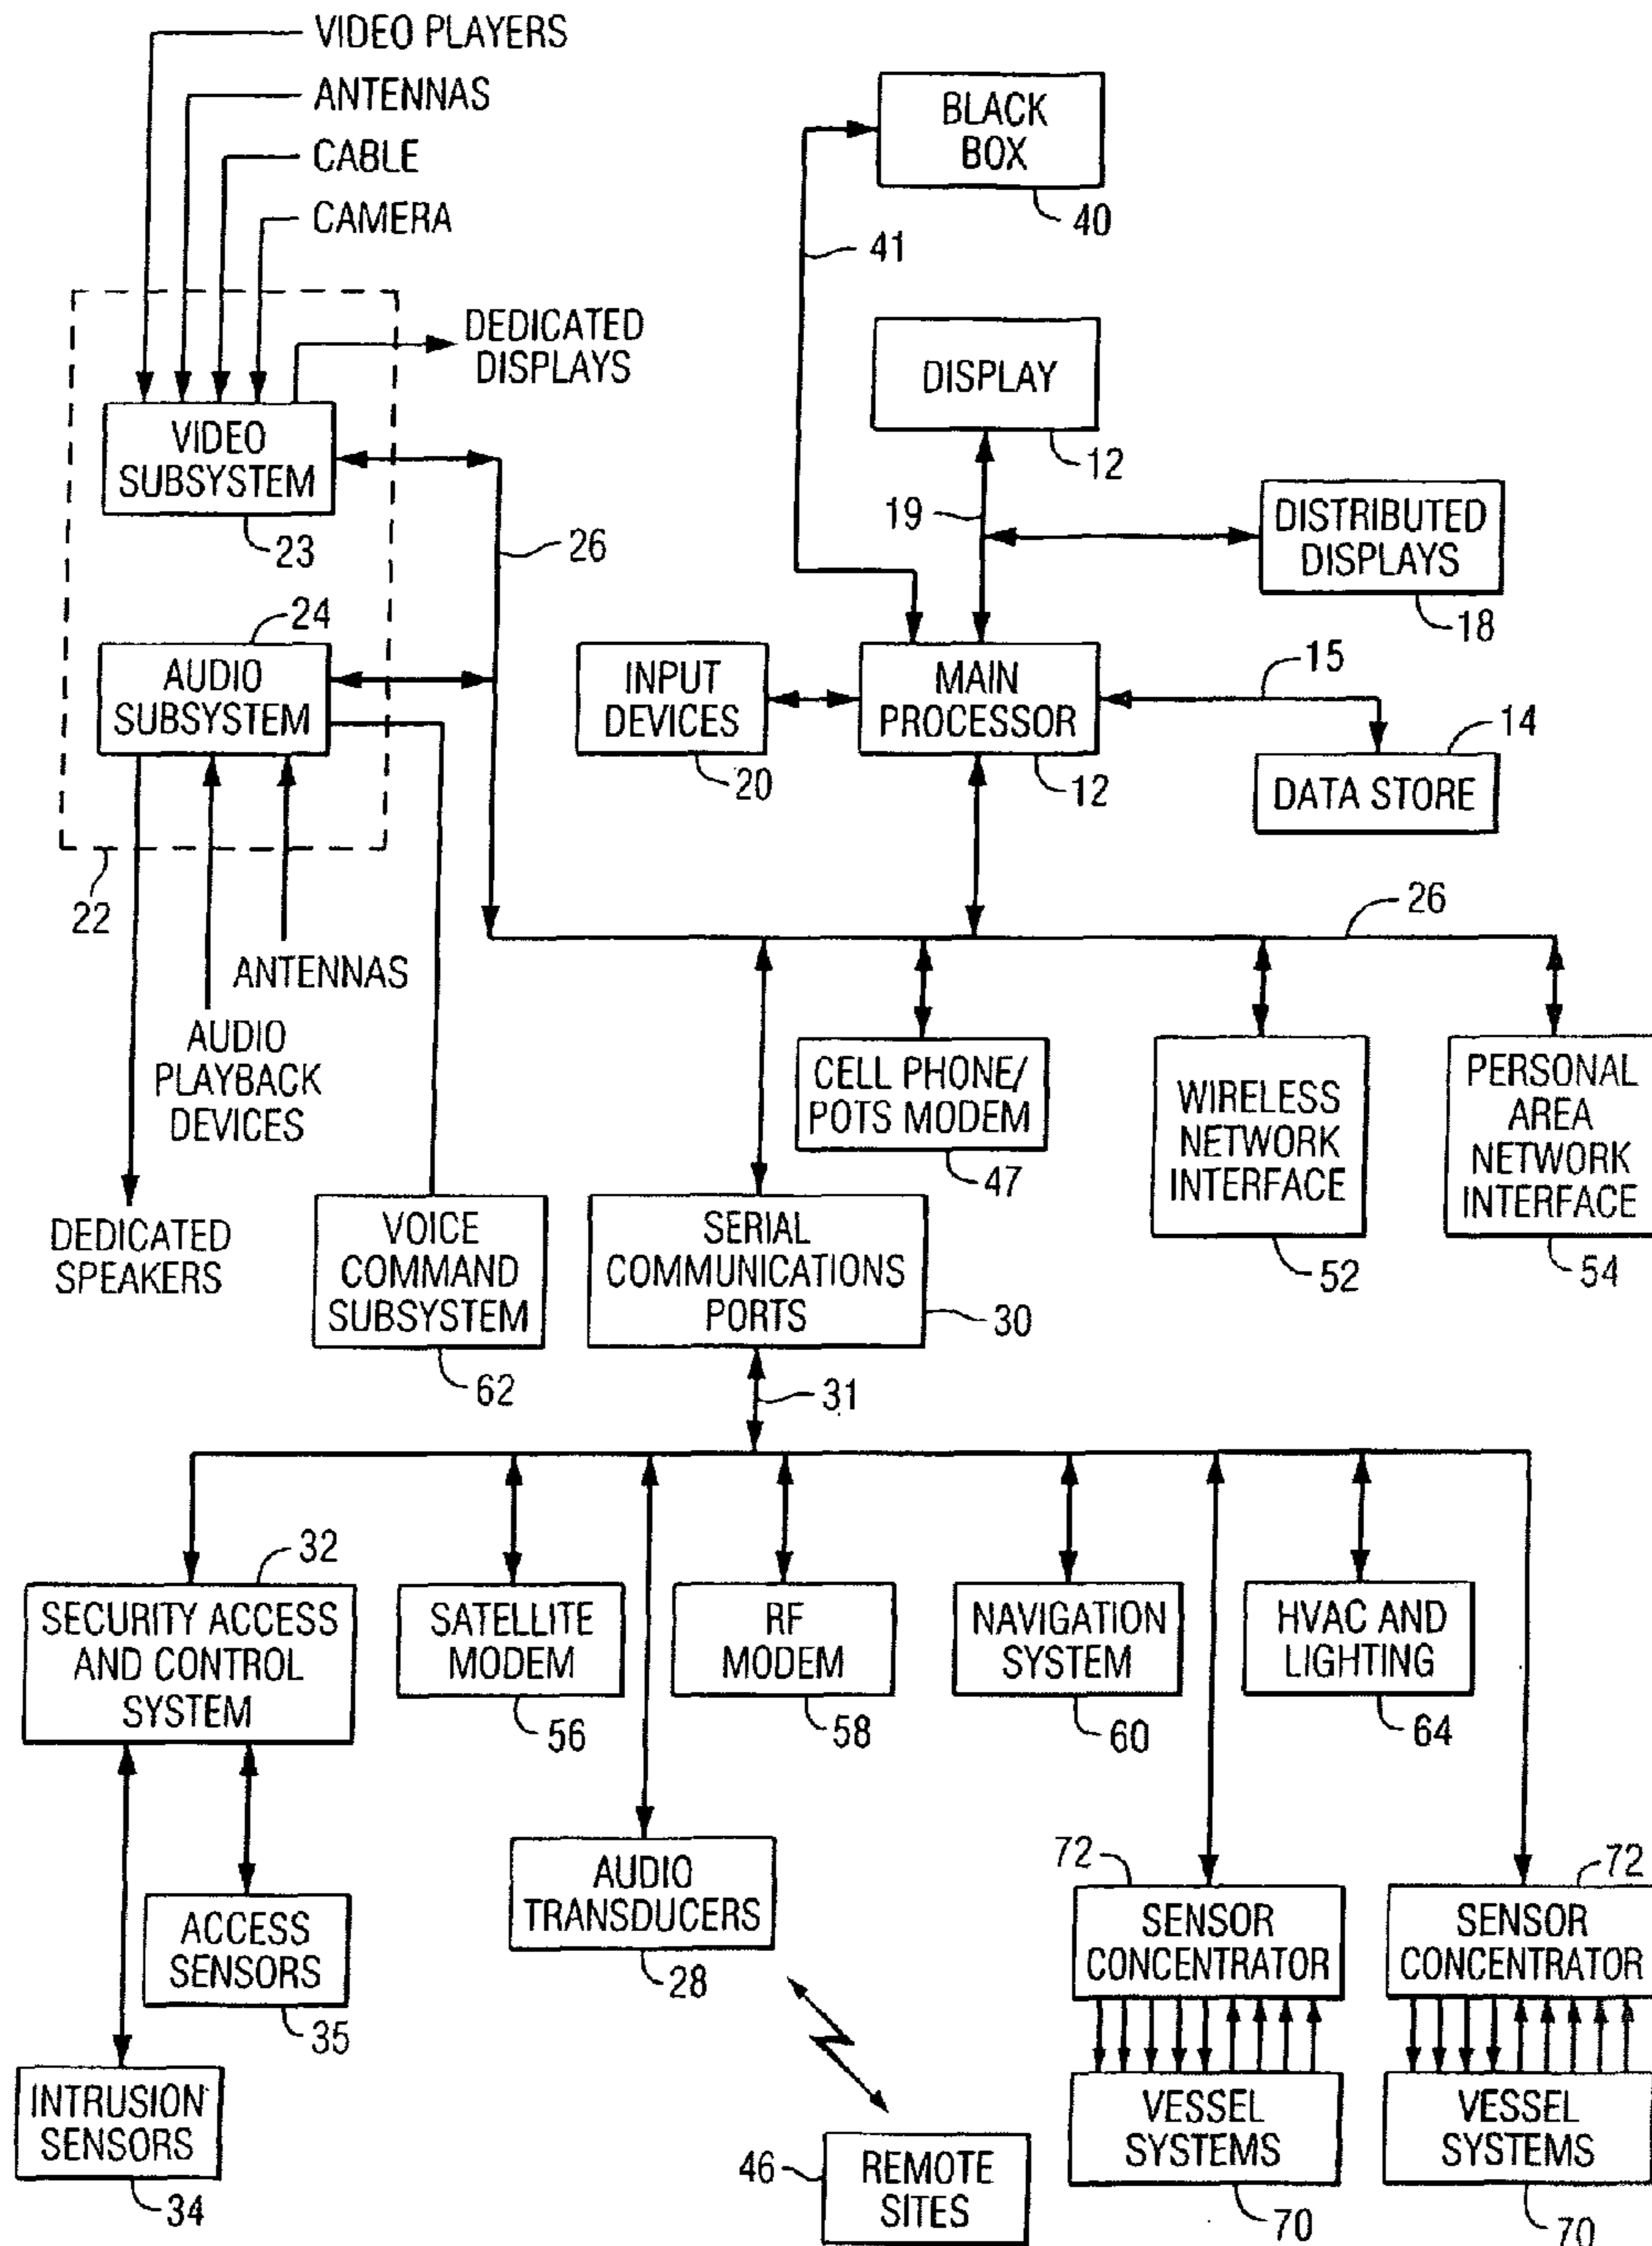 VIDEO PLAYERS
ANTENNAS
CABLE
CAMERA
BLACK
BOX
40
41
DEDICATED
DISPLAYS
DISPLAY
12
VIDEO
SUBSYSTEM
23
26
19
DISTRIBUTED
DISPLAYS
18
24
AUDIO
SUBSYSTEM
INPUT
DEVICES
20
MAIN
PROCESSOR
12
15
14
DATA STORE
22
26
ANTENNAS
AUDIO
PLAYBACK
DEVICES
DEDICATED
SPEAKERS
CELL PHONE/
POTS MODEM
47
WIRELESS
NETWORK
INTERFACE
52
PERSONAL
AREA
NETWORK
INTERFACE
54
VOICE
COMMAND
SUBSYSTEM
62
SERIAL
COMMUNICATIONS
PORTS
30
31
32
SECURITY ACCESS
AND CONTROL
SYSTEM
SATELLITE
MODEM
56
RF
MODEM
58
NAVIGATION
SYSTEM
60
HVAC AND
LIGHTING
64
ACCESS
SENSORS
35
AUDIO
TRANSDUCERS
28
72
SENSOR
CONCENTRATOR
72
SENSOR
CONCENTRATOR
INTRUSION
SENSORS
34
46
REMOTE
SITES
VESSEL
SYSTEMS
70
VESSEL
SYSTEMS
70